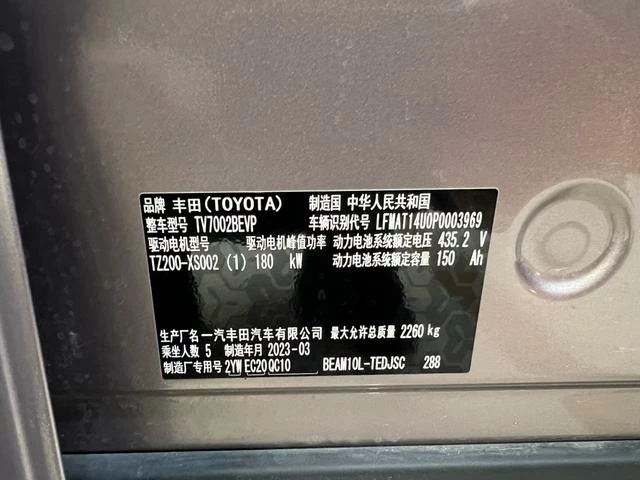 品牌 丰田(TOYOTA) 制造国 中华人民共和国
整车型号 TV7002BEVP 车辆识别代号 LFMAT14U0P0003969
驱动电机型号 驱动电机峰值功率 动力电池系统额定电压 435.2 V
TZ200-XS002 (1) 180 kW 动力电池系统额定容量 150 Ah
生产厂名 一汽丰田汽车有限公司 最大允许总质量 2260 kg
乘坐人数 5 制造年月 2023-03
制造厂专用号 2YW EC20QC10 BEAM10L-TEDJSC 288